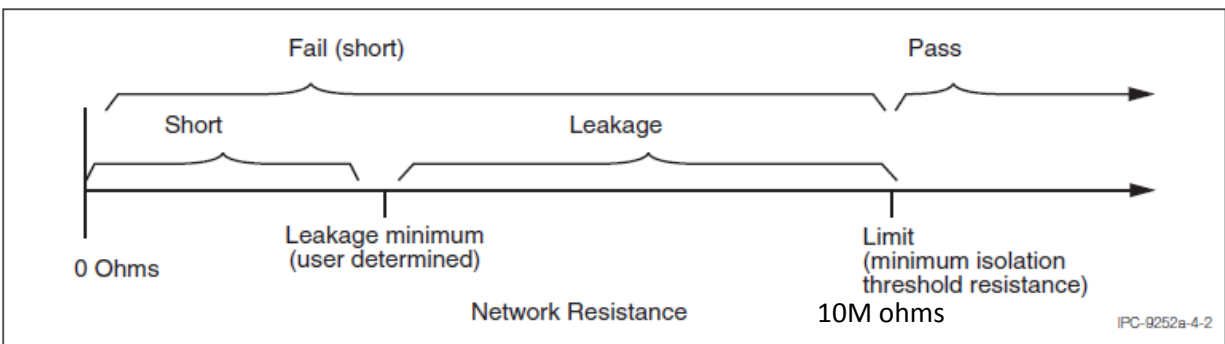 Fail (short)
Pass
Short
Leakage
0 Ohms
Leakage minimum
(user determined)
Limit
(minimum isolation
threshold resistance)
Network Resistance
10M ohms
IPC-9252a-4-2